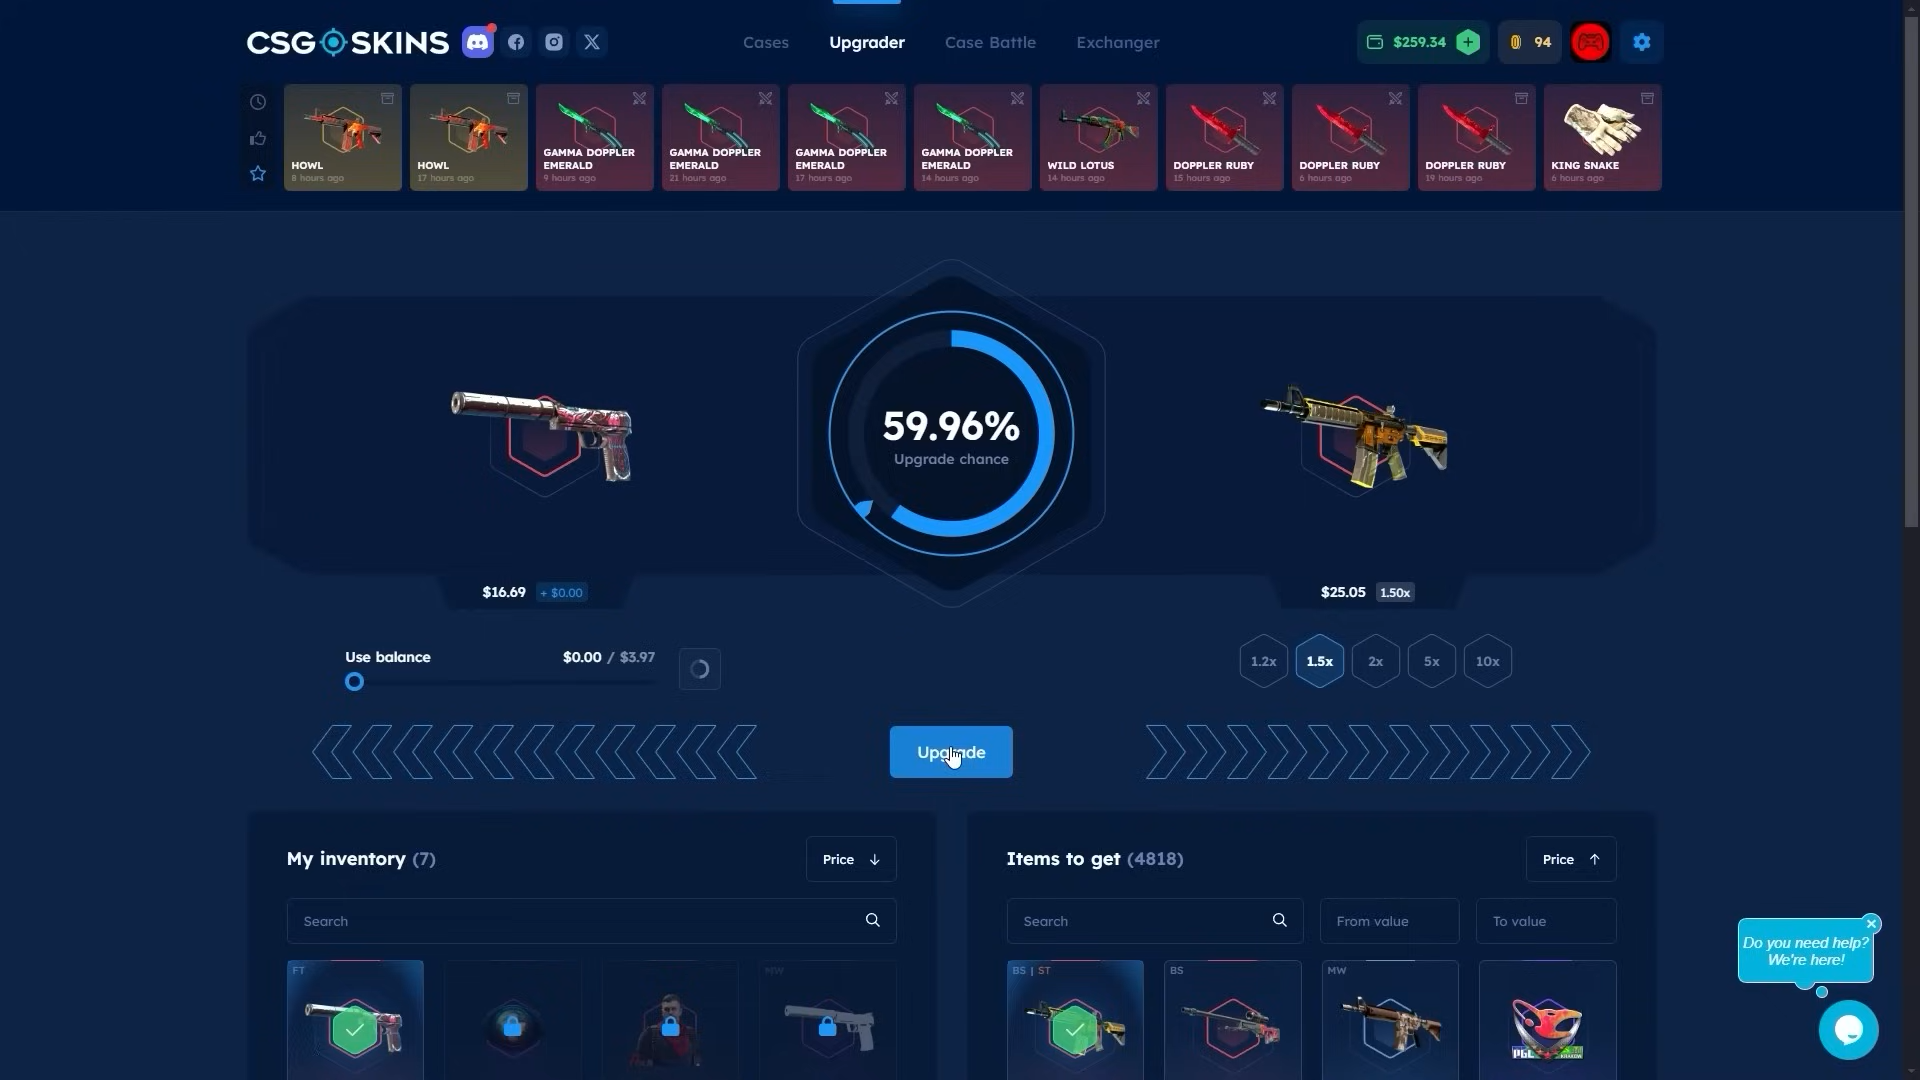 CSGOSKINS
Cases
Upgrader
Case Battle
Exchanger
$259.34
94
HOWL
8 hours ago
HOWL
17 hours ago
GAMMA DOPPLER
EMERALD
9 hours ago
GAMMA DOPPLER
EMERALD
21 hours ago
GAMMA DOPPLER
EMERALD
17 hours ago
GAMMA DOPPLER
EMERALD
14 hours ago
WILD LOTUS
14 hours ago
DOPPLER RUBY
15 hours ago
DOPPLER RUBY
6 hours ago
DOPPLER RUBY
19 hours ago
KING SNAKE
6 hours ago
59.96%
Upgrade chance
$16.69 + $0.00
$25.05 1.50x
Use balance $0.00 / $3.97
1.2x 1.5x 2x 5x 10x
Upgrade
My inventory (7)
Price
Search
Items to get (4818)
Price
Search
From value
To value
FT
MW
BS | ST
BS
MW
PGL KRAKOW
Do you need help?
We're here!